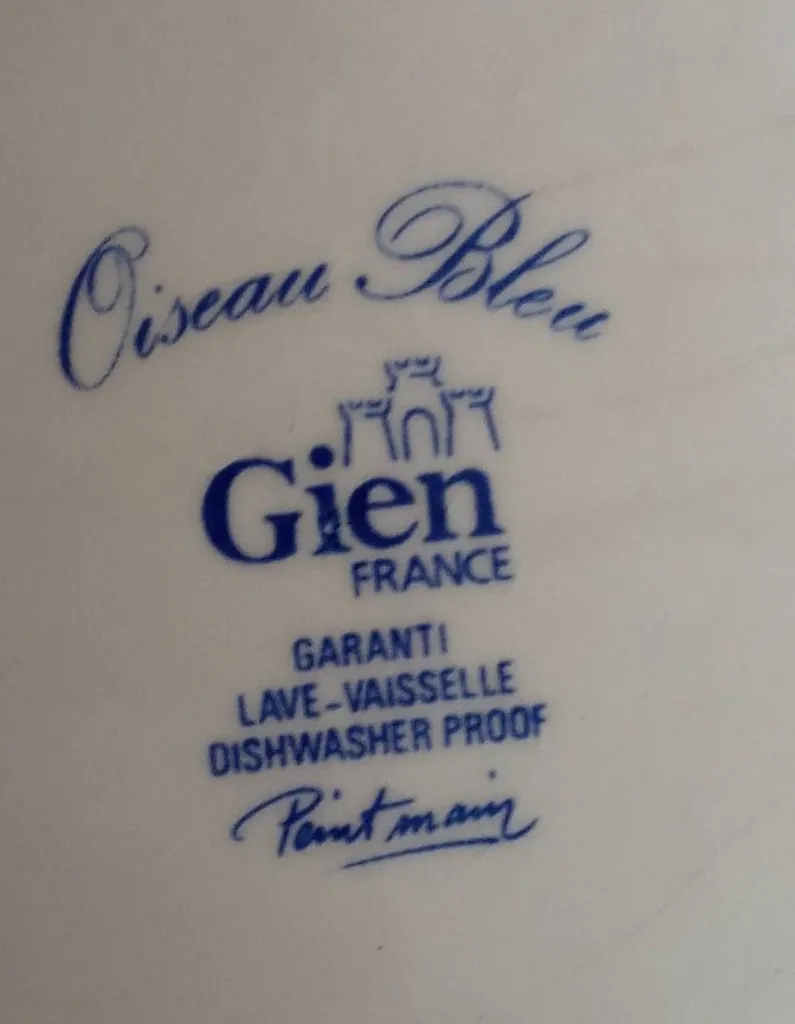 Oiseau Bleu
Gien
FRANCE
GARANTI
LAVE-VAISSELLE
DISHWASHER PROOF
Peint main